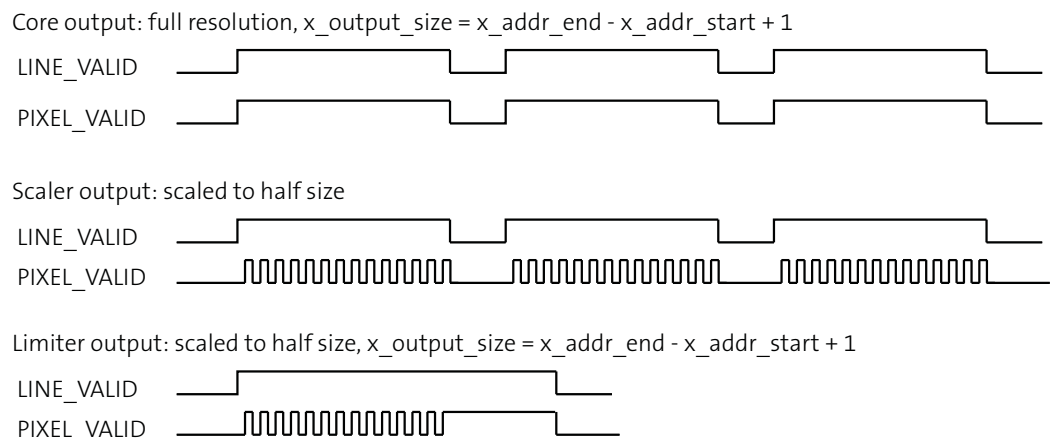 Core output: full resolution, x_output_size = x_addr_end - x_addr_start + 1
LINE_VALID
PIXEL_VALID
Scaler output: scaled to half size
LINE_VALID
PIXEL_VALID
Limiter output: scaled to half size, x_output_size = x_addr_end - x_addr_start + 1
LINE_VALID
PIXEL_VALID